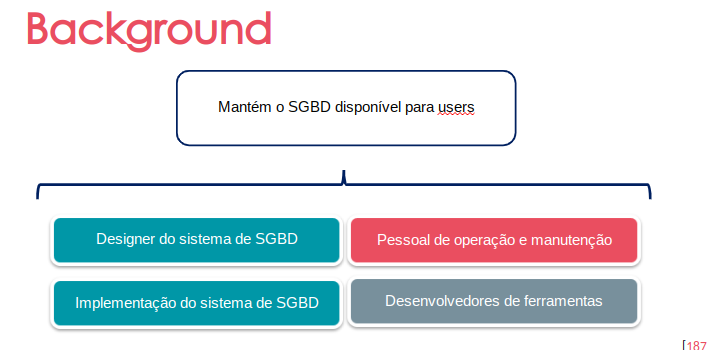 Background
Mantém o SGBD disponível para users
Designer do sistema de SGBD
Pessoal de operação e manutenção
Implementação do sistema de SGBD
Desenvolvedores de ferramentas
[187